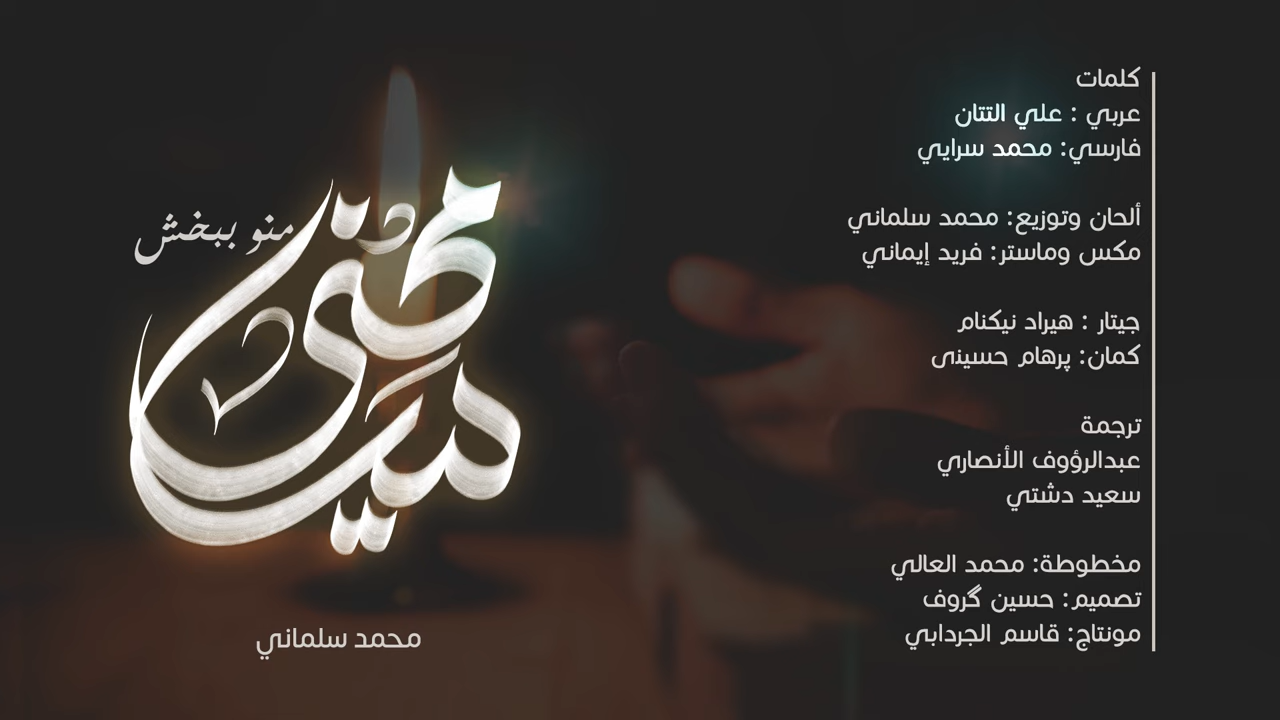 كلمات
عربي : علي التتان
فارسي: محمد سرايي
ألحان وتوزيع: محمد سلماني
مكس وماستر: فريد إيماني
جيتار : هيراد نيكنام
كمان: پرهام حسینی
ترجمة
عبدالرؤوف الأنصاري
سعيد دشتي
مخطوطة: محمد العالي
تصميم: حسين گروف
مونتاج: قاسم الجردابي
منو ببخش
محمد سلماني